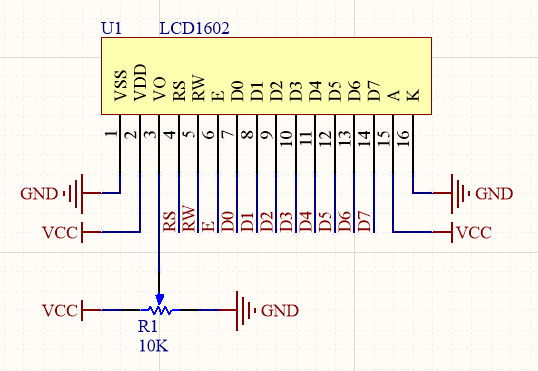 U1 LCD1602
VSS VDD VO RS RW E D0 D1 D2 D3 D4 D5 D6 D7 A K
1 2 3 4 5 6 7 8 9 10 11 12 13 14 15 16
GND GND
RS RW E D0 D1 D2 D3 D4 D5 D6 D7
VCC VCC
VCC GND
R1
10K